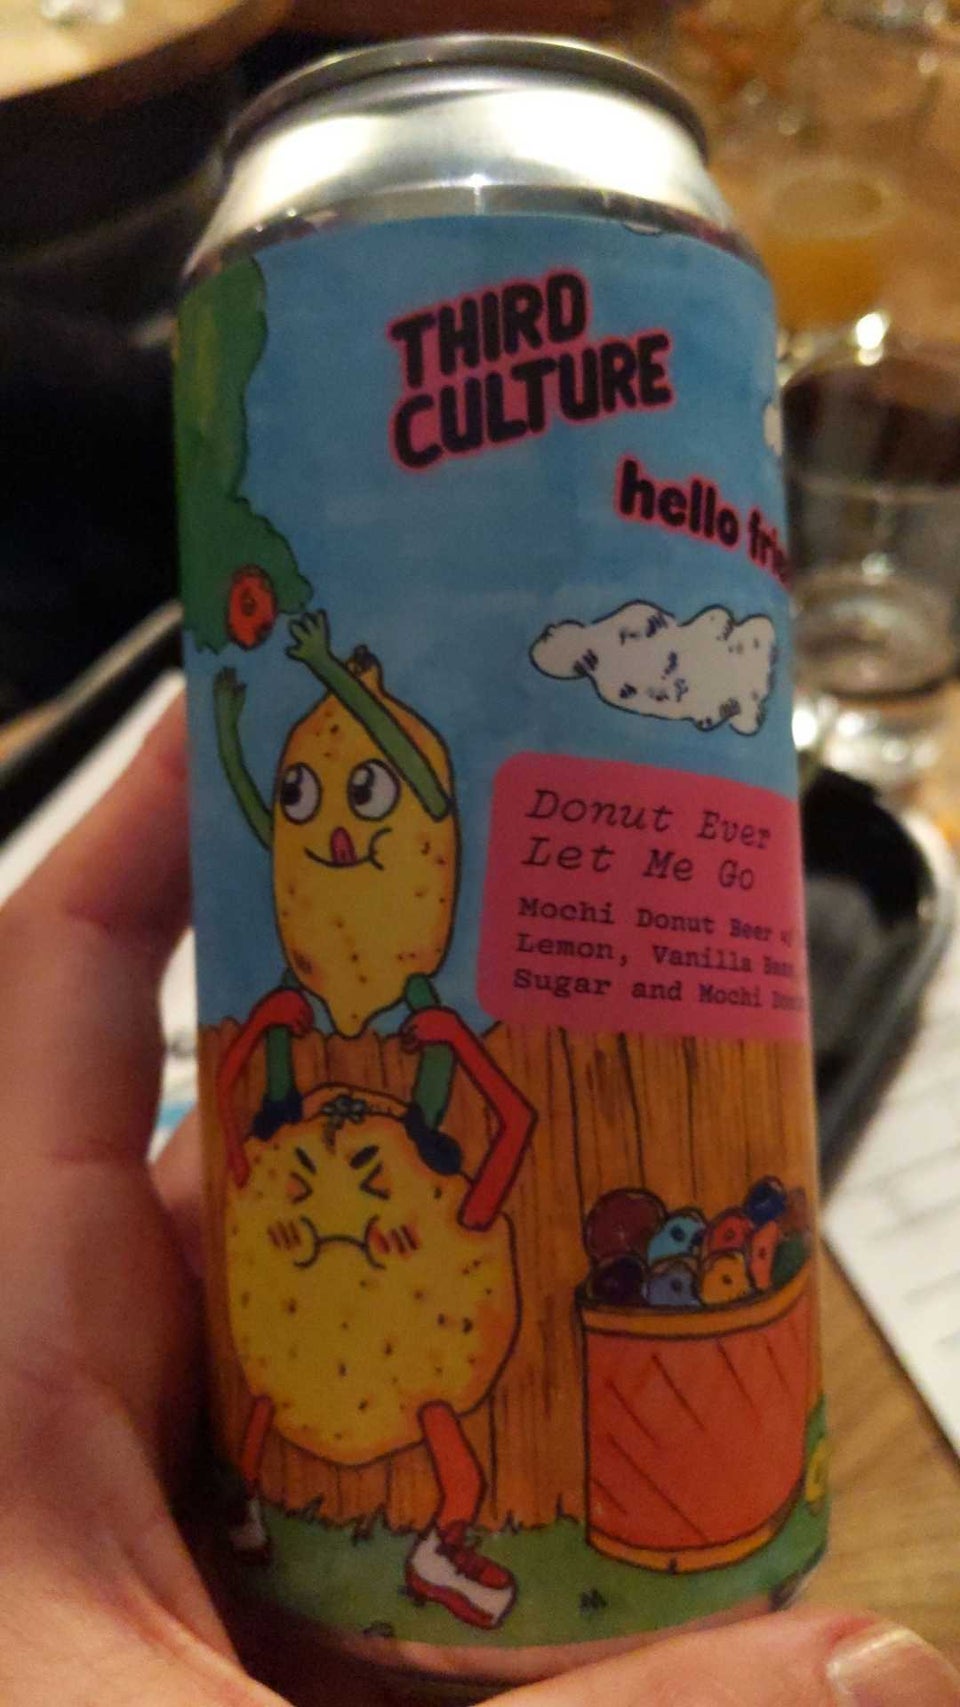 THIRD
CULTURE
hello
Donut Ever
Let Me Go
Mochi Donut Beer w/
Lemon, Vanilla
Sugar and Mochi